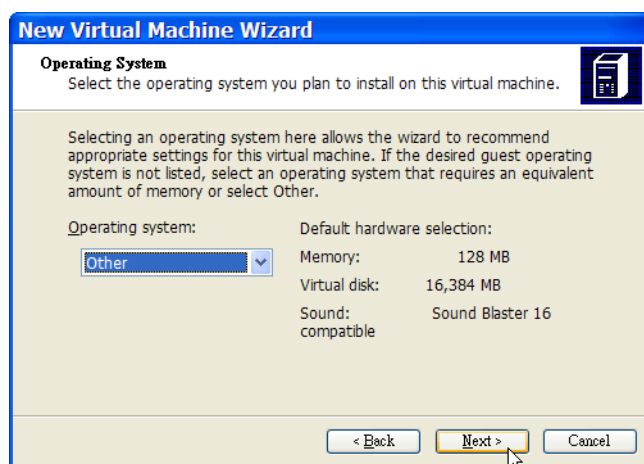 New Virtual Machine Wizard
Operating System
Select the operating system you plan to install on this virtual machine.
Selecting an operating system here allows the wizard to recommend
appropriate settings for this virtual machine. If the desired guest operating
system is not listed, select an operating system that requires an equivalent
amount of memory or select Other.
Operating system:
Other
Default hardware selection:
Memory: 128 MB
Virtual disk: 16,384 MB
Sound: Sound Blaster 16
compatible
< Back Next > Cancel